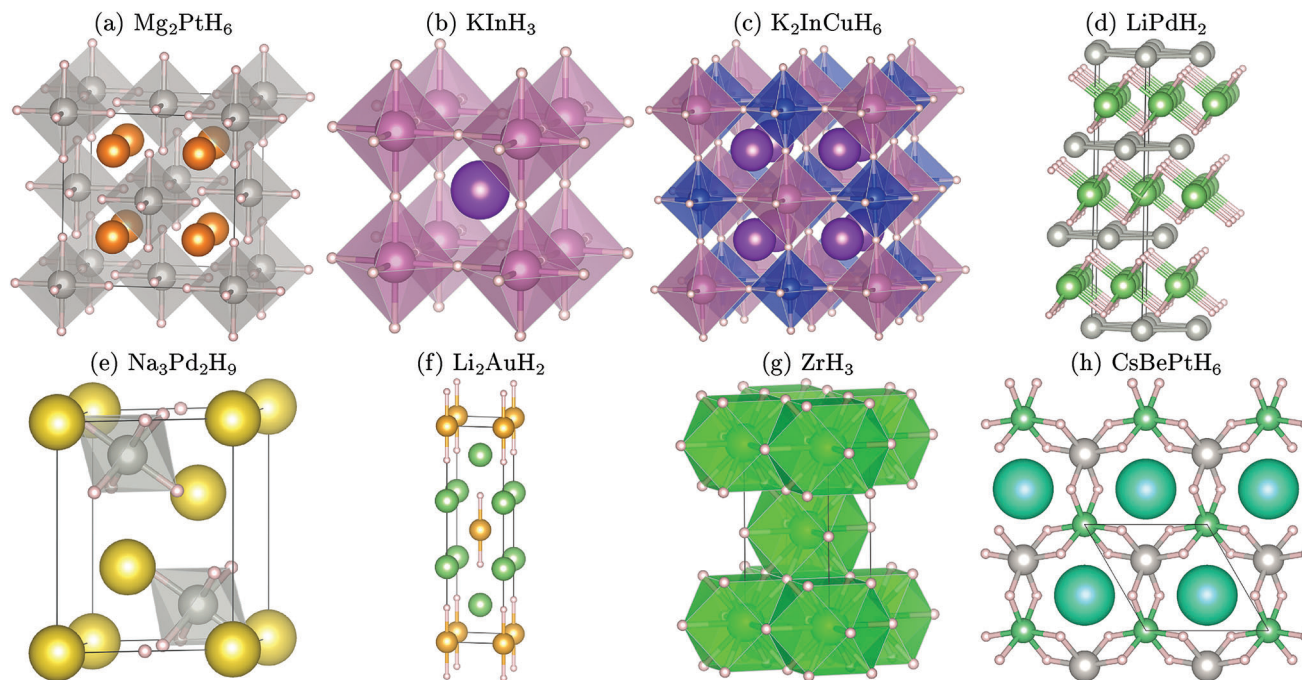 (a) Mg₂PtH₆
(b) KInH₃
(c) K₂InCuH₆
(d) LiPdH₂
(e) Na₃Pd₂H₉
(f) Li₂AuH₂
(g) ZrH₃
(h) CsBePtH₆